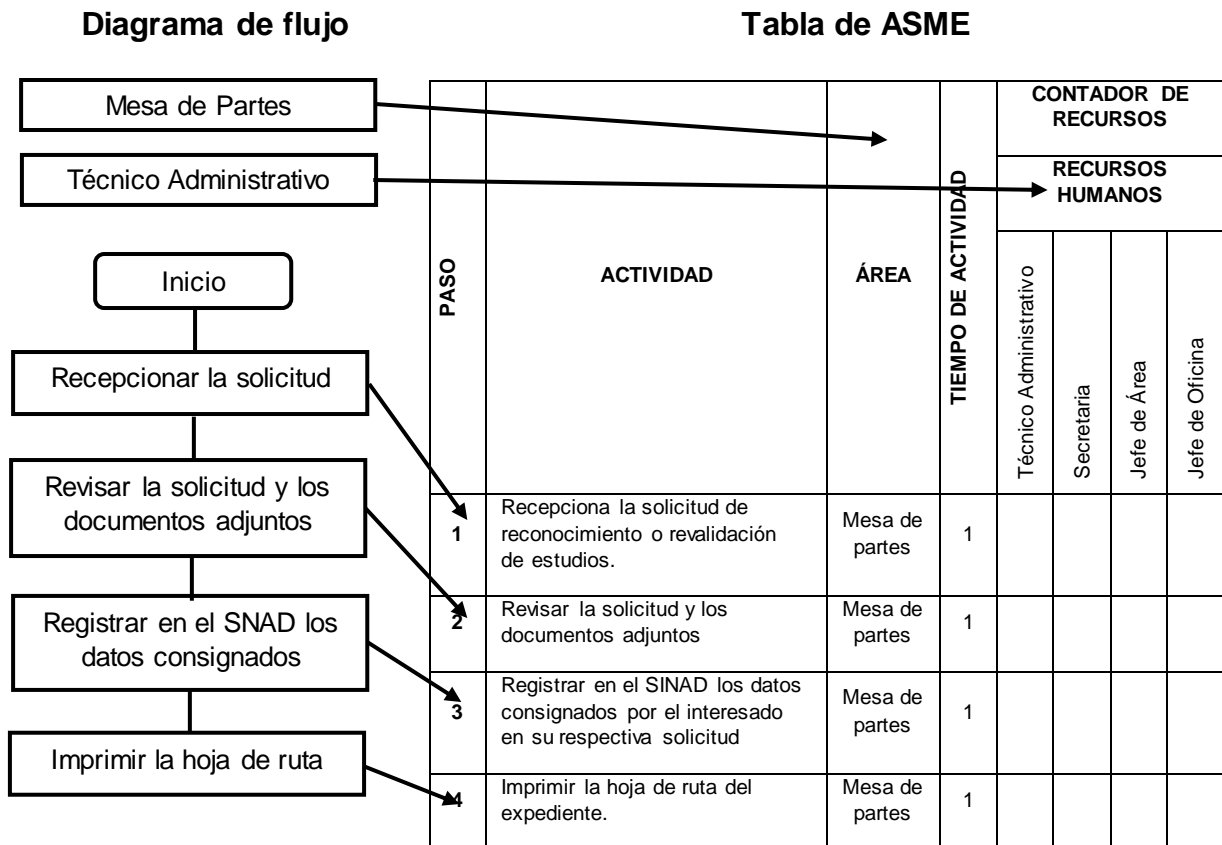 Diagrama de flujo
Tabla de ASME
Mesa de Partes
Técnico Administrativo
Inicio
Recepcionar la solicitud
Revisar la solicitud y los
documentos adjuntos
Registrar en el SNAD los
datos consignados
Imprimir la hoja de ruta
PASO
ACTIVIDAD
ÁREA
TIEMPO DE ACTIVIDAD
CONTADOR DE
RECURSOS
RECURSOS
HUMANOS
Técnico Administrativo
Secretaria
Jefe de Área
Jefe de Oficina
1
Recepciona la solicitud de
reconocimiento o revalidación
de estudios.
Mesa de
partes
1
2
Revisar la solicitud y los
documentos adjuntos
Mesa de
partes
1
3
Registrar en el SINAD los datos
consignados por el interesado
en su respectiva solicitud
Mesa de
partes
1
4
Imprimir la hoja de ruta del
expediente.
Mesa de
partes
1